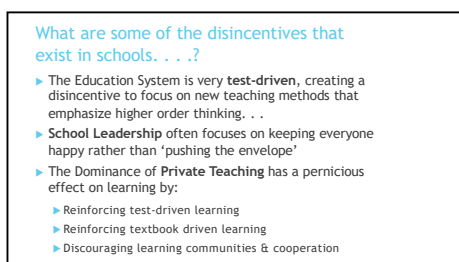 What are some of the disincentives that
exist in schools. . . .?
▶ The Education System is very test-driven, creating a
disincentive to focus on new teaching methods that
emphasize higher order thinking. . .
▶ School Leadership often focuses on keeping everyone
happy rather than ‘pushing the envelope’
▶ The Dominance of Private Teaching has a pernicious
effect on learning by:
▶ Reinforcing test-driven learning
▶ Reinforcing textbook driven learning
▶ Discouraging learning communities & cooperation